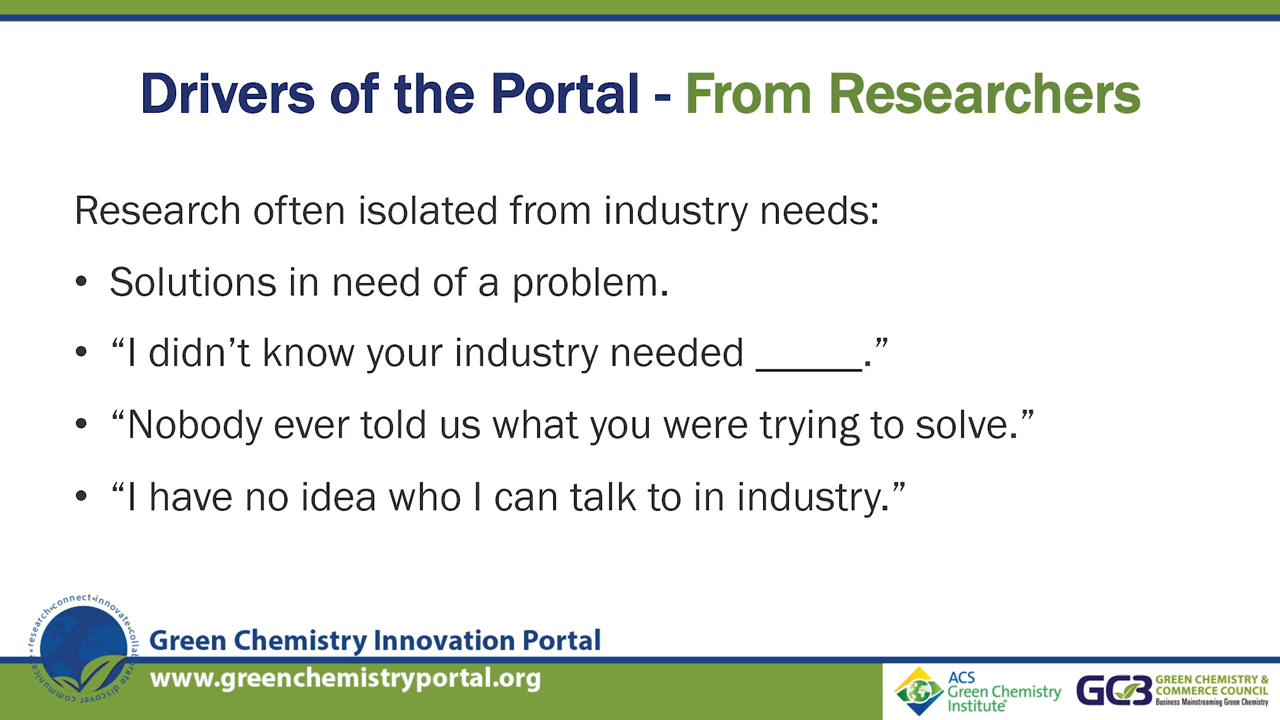 Drivers of the Portal - From Researchers
Research often isolated from industry needs:
• Solutions in need of a problem.
• “I didn’t know your industry needed _____.”
• “Nobody ever told us what you were trying to solve.”
• “I have no idea who I can talk to in industry.”
research•connect•innovate•collaborate discover communicate
Green Chemistry Innovation Portal
www.greenchemistryportal.org
ACS
Green Chemistry
Institute®
GC3
GREEN CHEMISTRY &
COMMERCE COUNCIL
Business Mainstreaming Green Chemistry